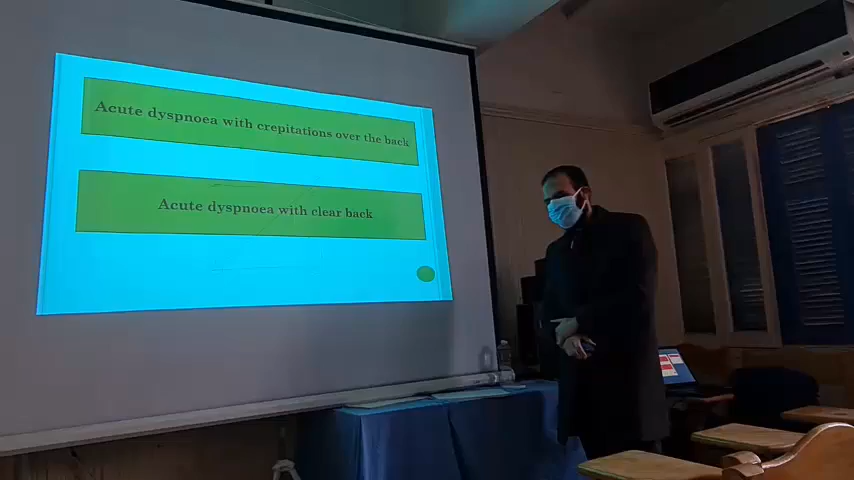 Acute dyspnoea with crepitations over the back
Acute dyspnoea with clear back